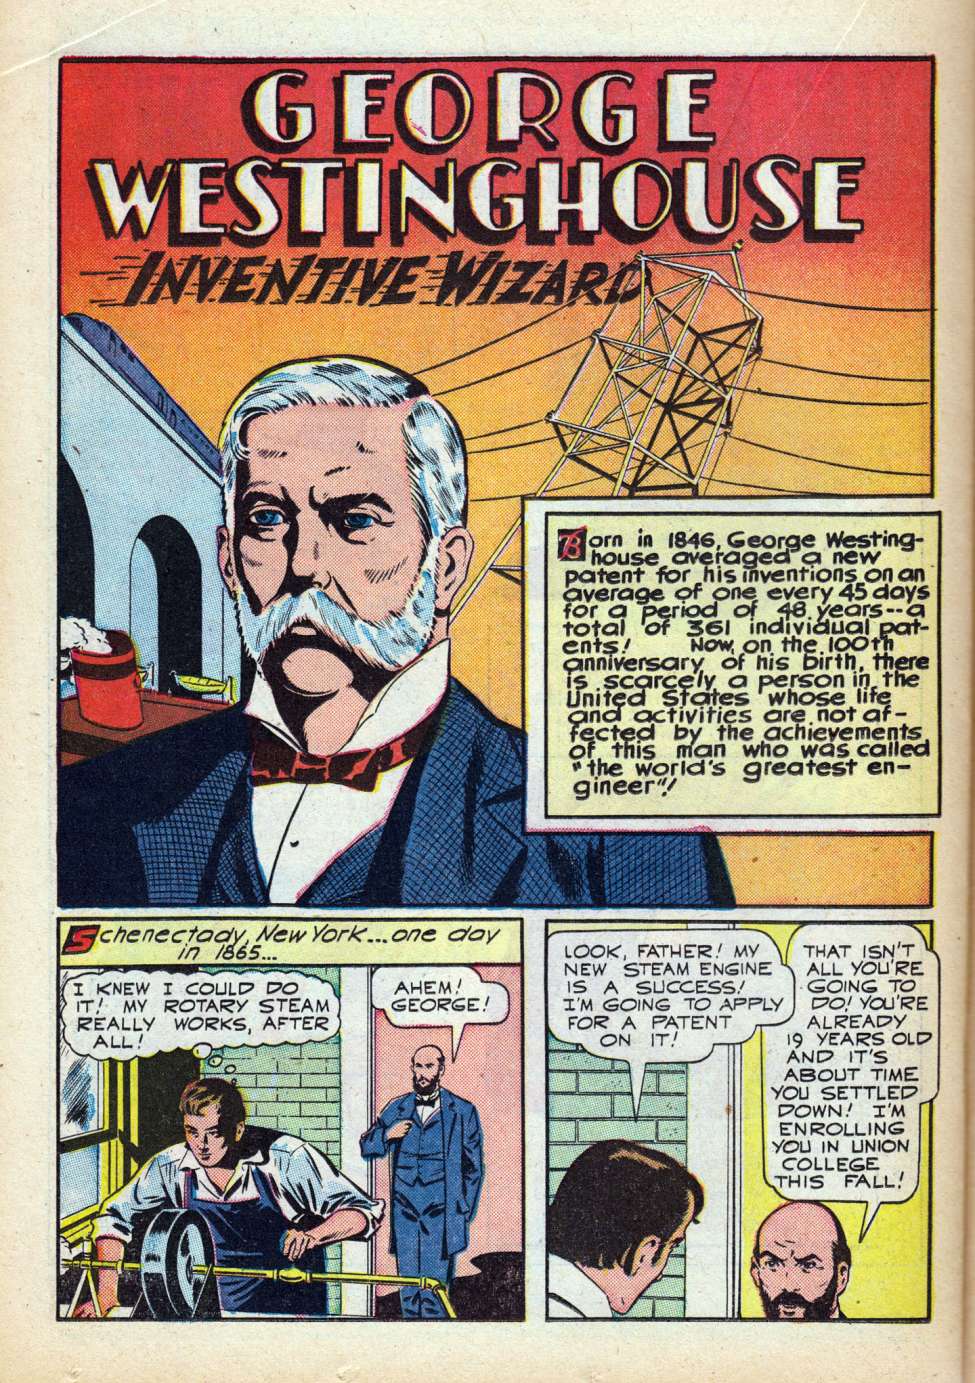 GEORGE
WESTINGHOUSE
INVENTIVE WIZARD
Born in 1846, George Westing-
house averaged a new
patent for his inventions on an
average of one every 45 days
for a period of 48 years--a
total of 361 individual pat-
ents! Now, on the 100th
anniversary of his birth, there
is scarcely a person in the
United States whose life
and activities are not af-
fected by the achievements
of this man who was called
"the world's greatest en-
gineer"!
Schenectady, New York...one day
in 1865...
I KNEW I COULD DO
IT! MY ROTARY STEAM
REALLY WORKS, AFTER
ALL!
AHEM!
GEORGE!
LOOK, FATHER! MY
NEW STEAM ENGINE
IS A SUCCESS!
I'M GOING TO APPLY
FOR A PATENT
ON IT!
THAT ISN'T
ALL YOU'RE
GOING TO
DO! YOU'RE
ALREADY
19 YEARS OLD
AND IT'S
ABOUT TIME
YOU SETTLED
DOWN! I'M
ENROLLING
YOU IN UNION
COLLEGE
THIS FALL!